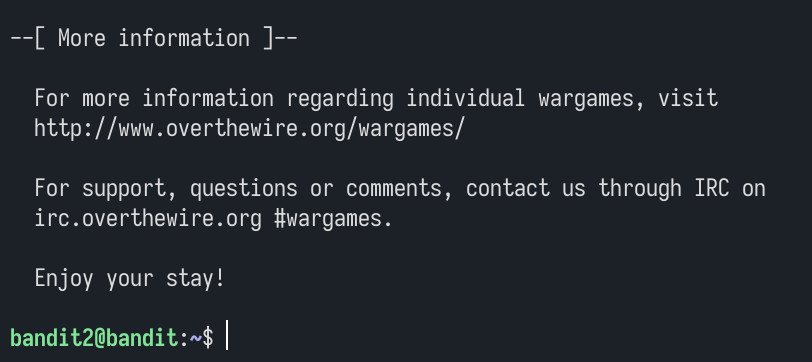 --[ More information ]--
For more information regarding individual wargames, visit
http://www.overthewire.org/wargames/
For support, questions or comments, contact us through IRC on
irc.overthewire.org #wargames.
Enjoy your stay!
bandit2@bandit:~$